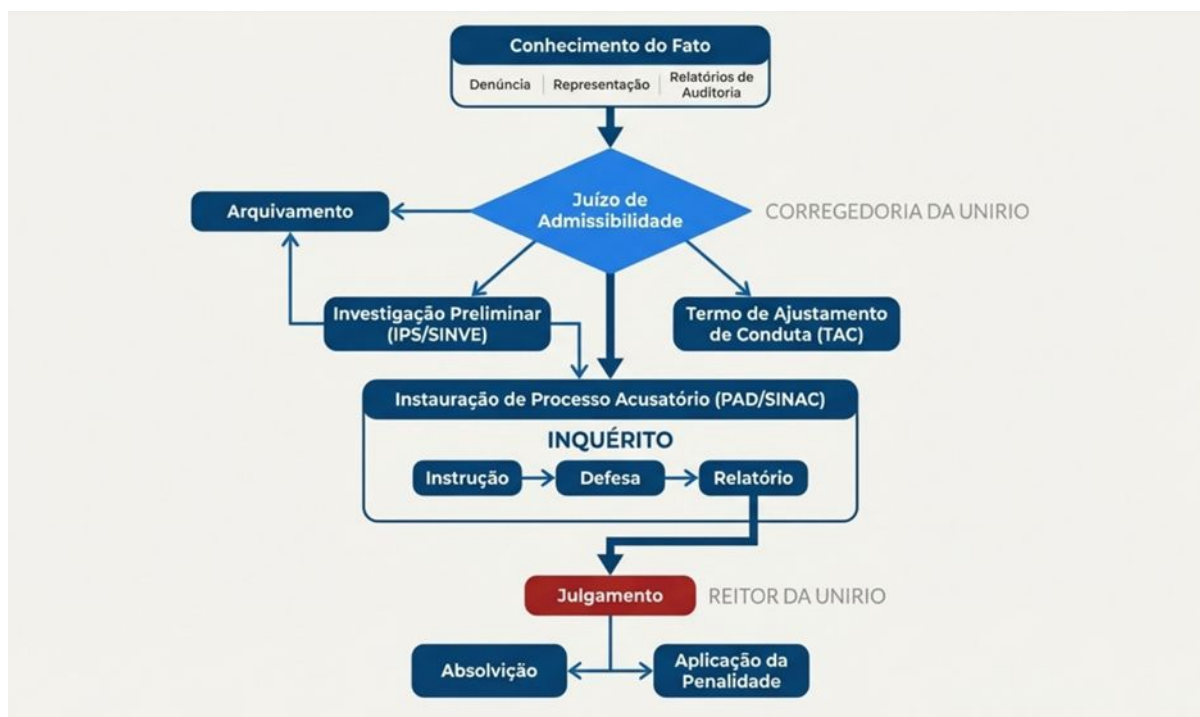 Conhecimento do Fato
Denúncia
Representação
Relatórios de
Auditoria
Juízo de
Admissibilidade
CORREGEDORIA DA UNIRIO
Arquivamento
Investigação Preliminar
(IPS/SINVE)
Termo de Ajustamento
de Conduta (TAC)
Instauração de Processo Acusatório (PAD/SINAC)
INQUÉRITO
Instrução
Defesa
Relatório
Julgamento
REITOR DA UNIRIO
Absolvição
Aplicação da
Penalidade